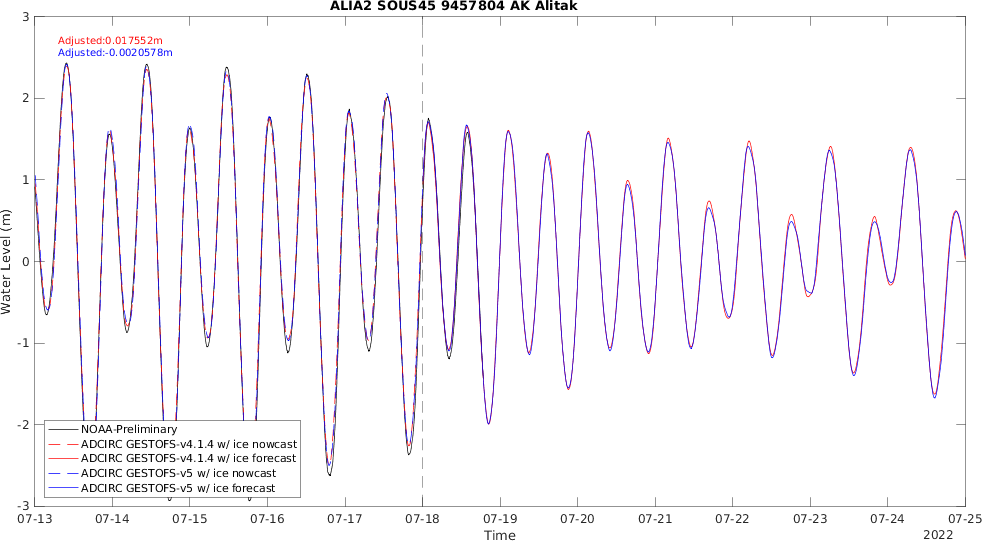 ALIA2 SOUS45 9457804 AK Alitak
Adjusted:0.017552m
Adjusted:-0.0020578m
Water Level (m)
3
2
1
0
-1
-2
-3
NOAA-Preliminary
ADCIRC GESTOFS-v4.1.4 w/ ice nowcast
ADCIRC GESTOFS-v4.1.4 w/ ice forecast
ADCIRC GESTOFS-v5 w/ ice nowcast
ADCIRC GESTOFS-v5 w/ ice forecast
07-13 07-14 07-15 07-16 07-17 07-18 07-19 07-20 07-21 07-22 07-23 07-24 07-25
Time
2022